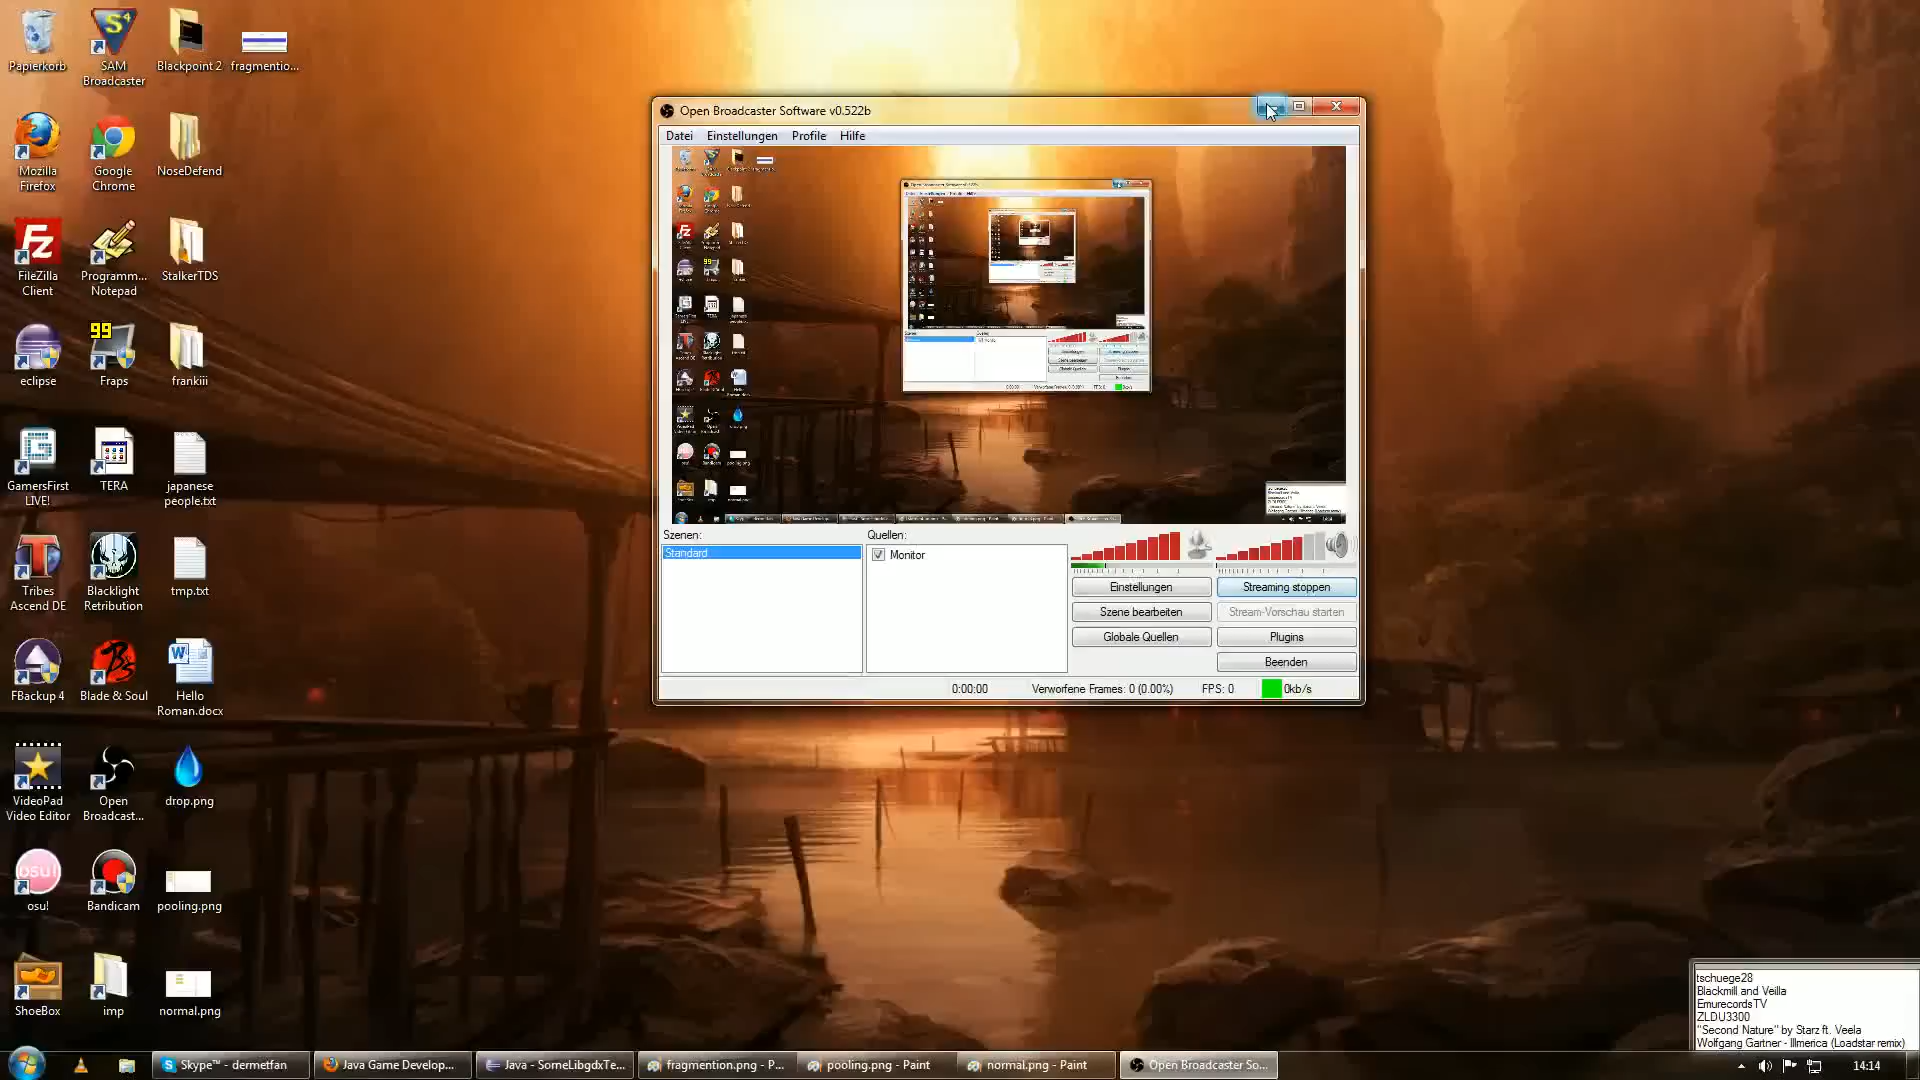 Papierkorb
SAM
Broadcaster
Blackpoint 2
fragmentio...
Mozilla
Firefox
Google
Chrome
NoseDefend
FileZilla
Client
Programm...
Notepad
StalkerTDS
eclipse
99
Fraps
frankiii
GamersFirst
LIVE!
TERA
japanese
people.txt
Tribes
Ascend DE
Blacklight
Retribution
tmp.txt
FBackup 4
Blade & Soul
Hello
Roman.docx
VideoPad
Video Editor
Open
Broadcast...
drop.png
osu!
osu!
Bandicam
pooling.png
ShoeBox
imp
normal.png
Open Broadcaster Software v0.522b
Datei Einstellungen Profile Hilfe
Szenen:
Standard
Quellen:
Monitor
Einstellungen
Streaming stoppen
Szene bearbeiten
Stream-Vorschau starten
Globale Quellen
Plugins
Beenden
0:00:00 Verworfene Frames: 0 (0.00%) FPS: 0 0kb/s
tschuege28
Blackmill and Veilla
EmurecordsTV
ZLDU3300
"Second Nature" by Starz ft. Veela
Wolfgang Gartner - Illmerica (Loadstar remix)
Skype™ - dermetfan
Java Game Develop...
Java - SomeLibgdxTe...
fragmention.png - P...
pooling.png - Paint
normal.png - Paint
Open Broadcaster So...
14:14